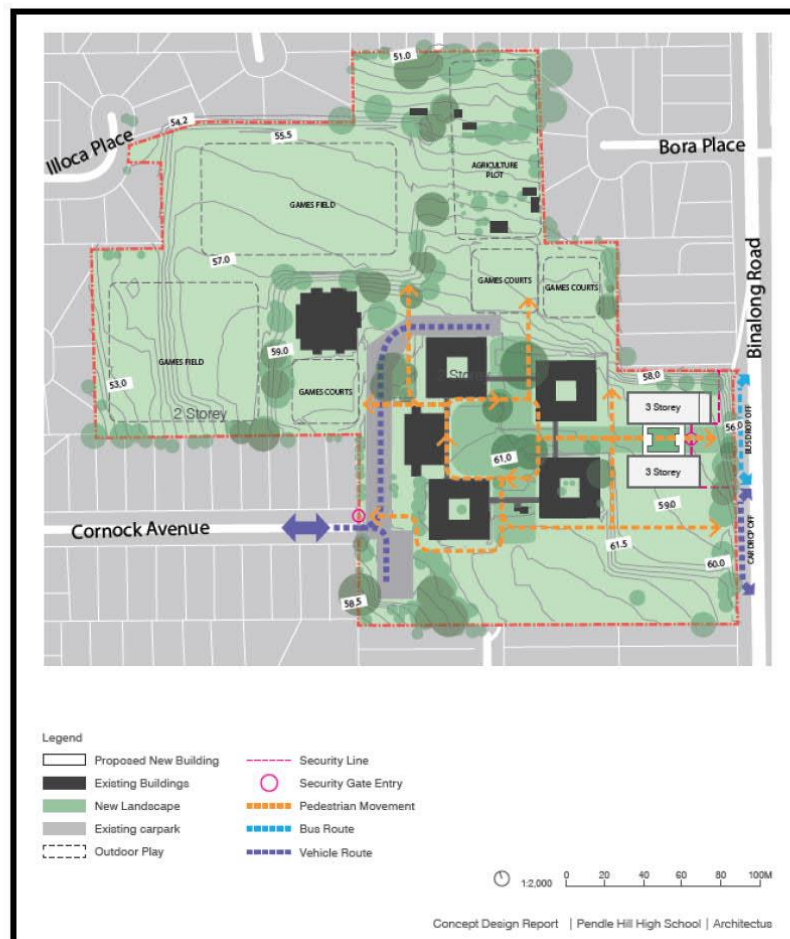 51.0
54.2
55.5
Illoca Place
Bora Place
AGRICULTURE
PLOT
GAMES FIELD
Binalong Road
57.0
GAMES COURTS
GAMES COURTS
59.0
GAMES FIELD
53.0
2 Storey
GAMES COURTS
2 Storey
58.0
3 Storey
56.0
BUS DROP OFF
61.0
3 Storey
59.0
Cornock Avenue
61.5
60.0
CAR DROP OFF
58.5
Legend
Proposed New Building
Existing Buildings
New Landscape
Existing carpark
Outdoor Play
Security Line
Security Gate Entry
Pedestrian Movement
Bus Route
Vehicle Route
1:2,000
0 20 40 60 80 100M
Concept Design Report | Pendle Hill High School | Architectus